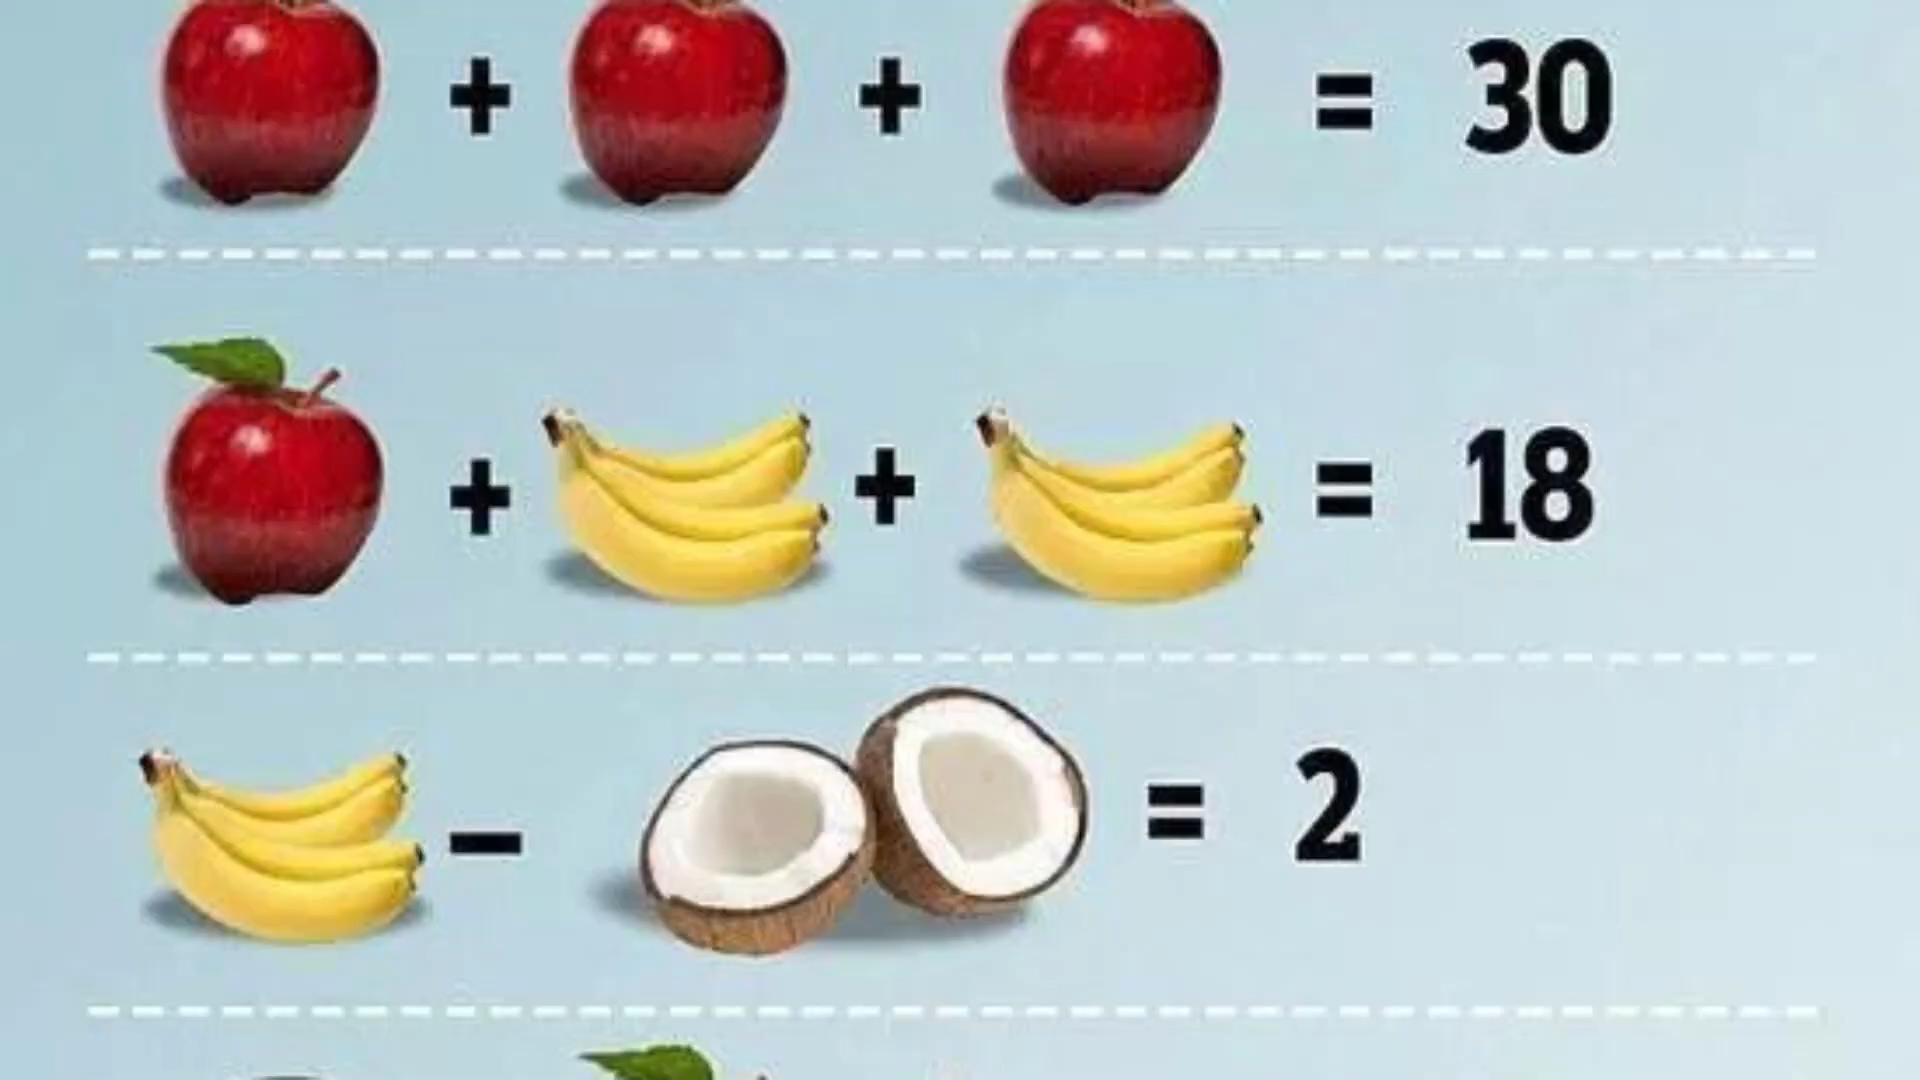 + + = 30
+ + = 18
- = 2